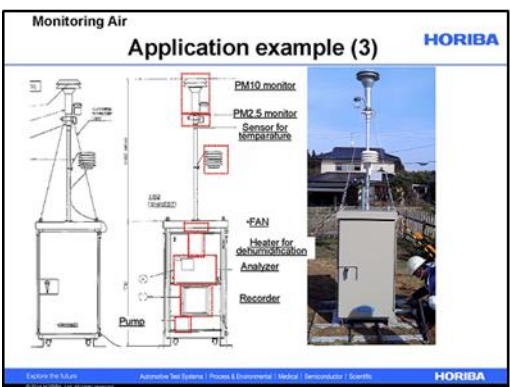 Monitoring Air
HORIBA
Application example (3)
PM10 monitor
PM2.5 monitor
Sensor for
temparature
•FAN
Heater for
dehumidification
Analyzer
Recorder
Pump
Explore the future
Automotive Test Systems | Process & Environmental | Medical | Semiconductor | Scientific
HORIBA